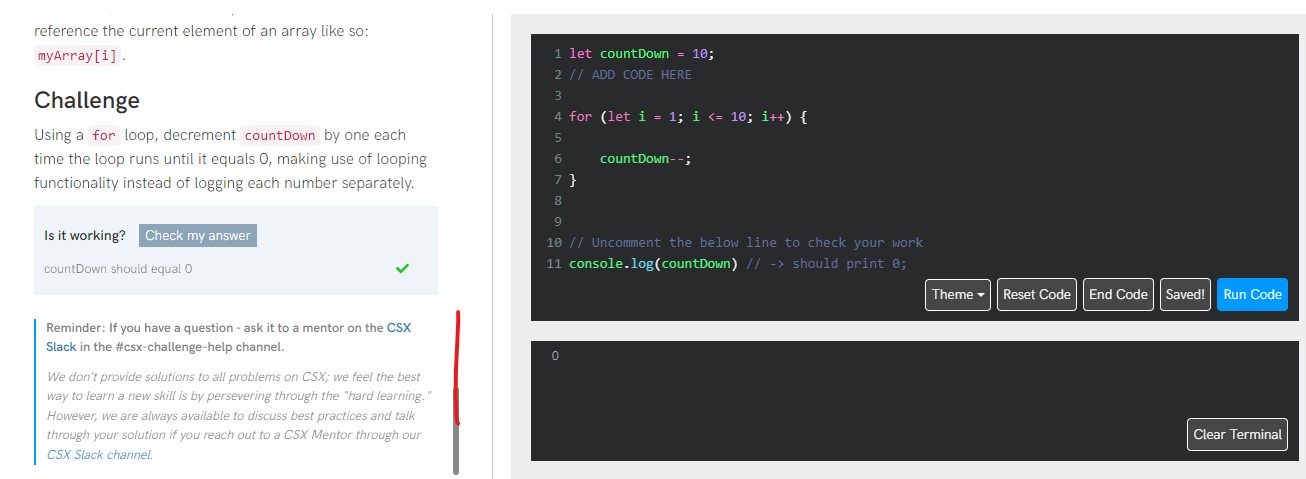 reference the current element of an array like so:
myArray[i] .
Challenge
Using a for loop, decrement countDown by one each
time the loop runs until it equals 0, making use of looping
functionality instead of logging each number separately.
Is it working? Check my answer
countDown should equal 0
Reminder: If you have a question - ask it to a mentor on the CSX
Slack in the #csx-challenge-help channel.
We don't provide solutions to all problems on CSX; we feel the best
way to learn a new skill is by persevering through the "hard learning."
However, we are always available to discuss best practices and talk
through your solution if you reach out to a CSX Mentor through our
CSX Slack channel.
1 let countDown = 10;
2 // ADD CODE HERE
3
4 for (let i = 1; i <= 10; i++) {
5
6     countDown--;
7 }
8
9
10 // Uncomment the below line to check your work
11 console.log(countDown) // -> should print 0;
Theme Reset Code End Code Saved! Run Code
0
Clear Terminal